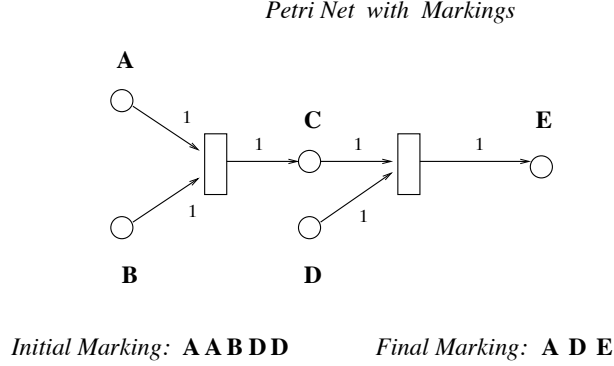 Petri Net with Markings
A
1
C
E
1
1
1
1
1
B
D
Initial Marking: A A B D D
Final Marking: A D E